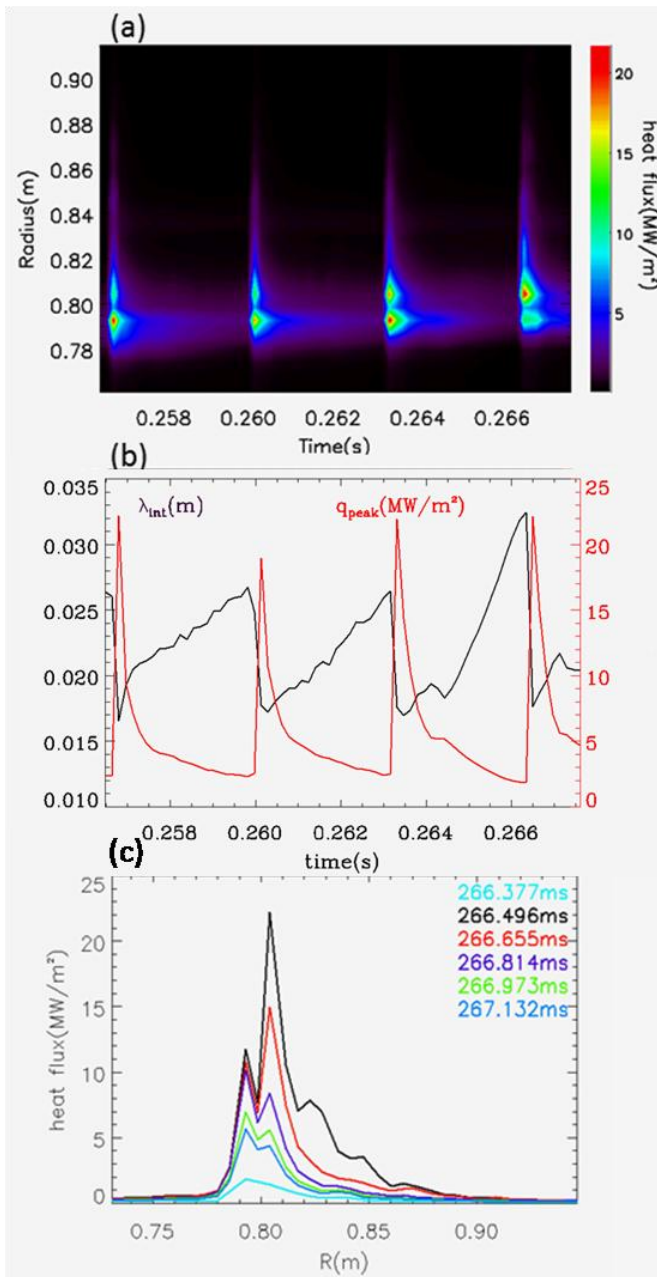 (a)
0.90
0.88
0.86
0.84
0.82
0.80
0.78
Radius(m)
0.258 0.260 0.262 0.264 0.266
Time(s)
20
15
10
5
heat flux(MW/m²)
(b)
λint(m) qpeak(MW/m²)
0.035
0.030
0.025
0.020
0.015
0.010
25
20
15
10
5
0
0.258 0.260 0.262 0.264 0.266
time(s)
(c)
25
20
15
10
5
0
heat flux(MW/m²)
266.377ms
266.496ms
266.655ms
266.814ms
266.973ms
267.132ms
0.75 0.80 0.85 0.90
R(m)